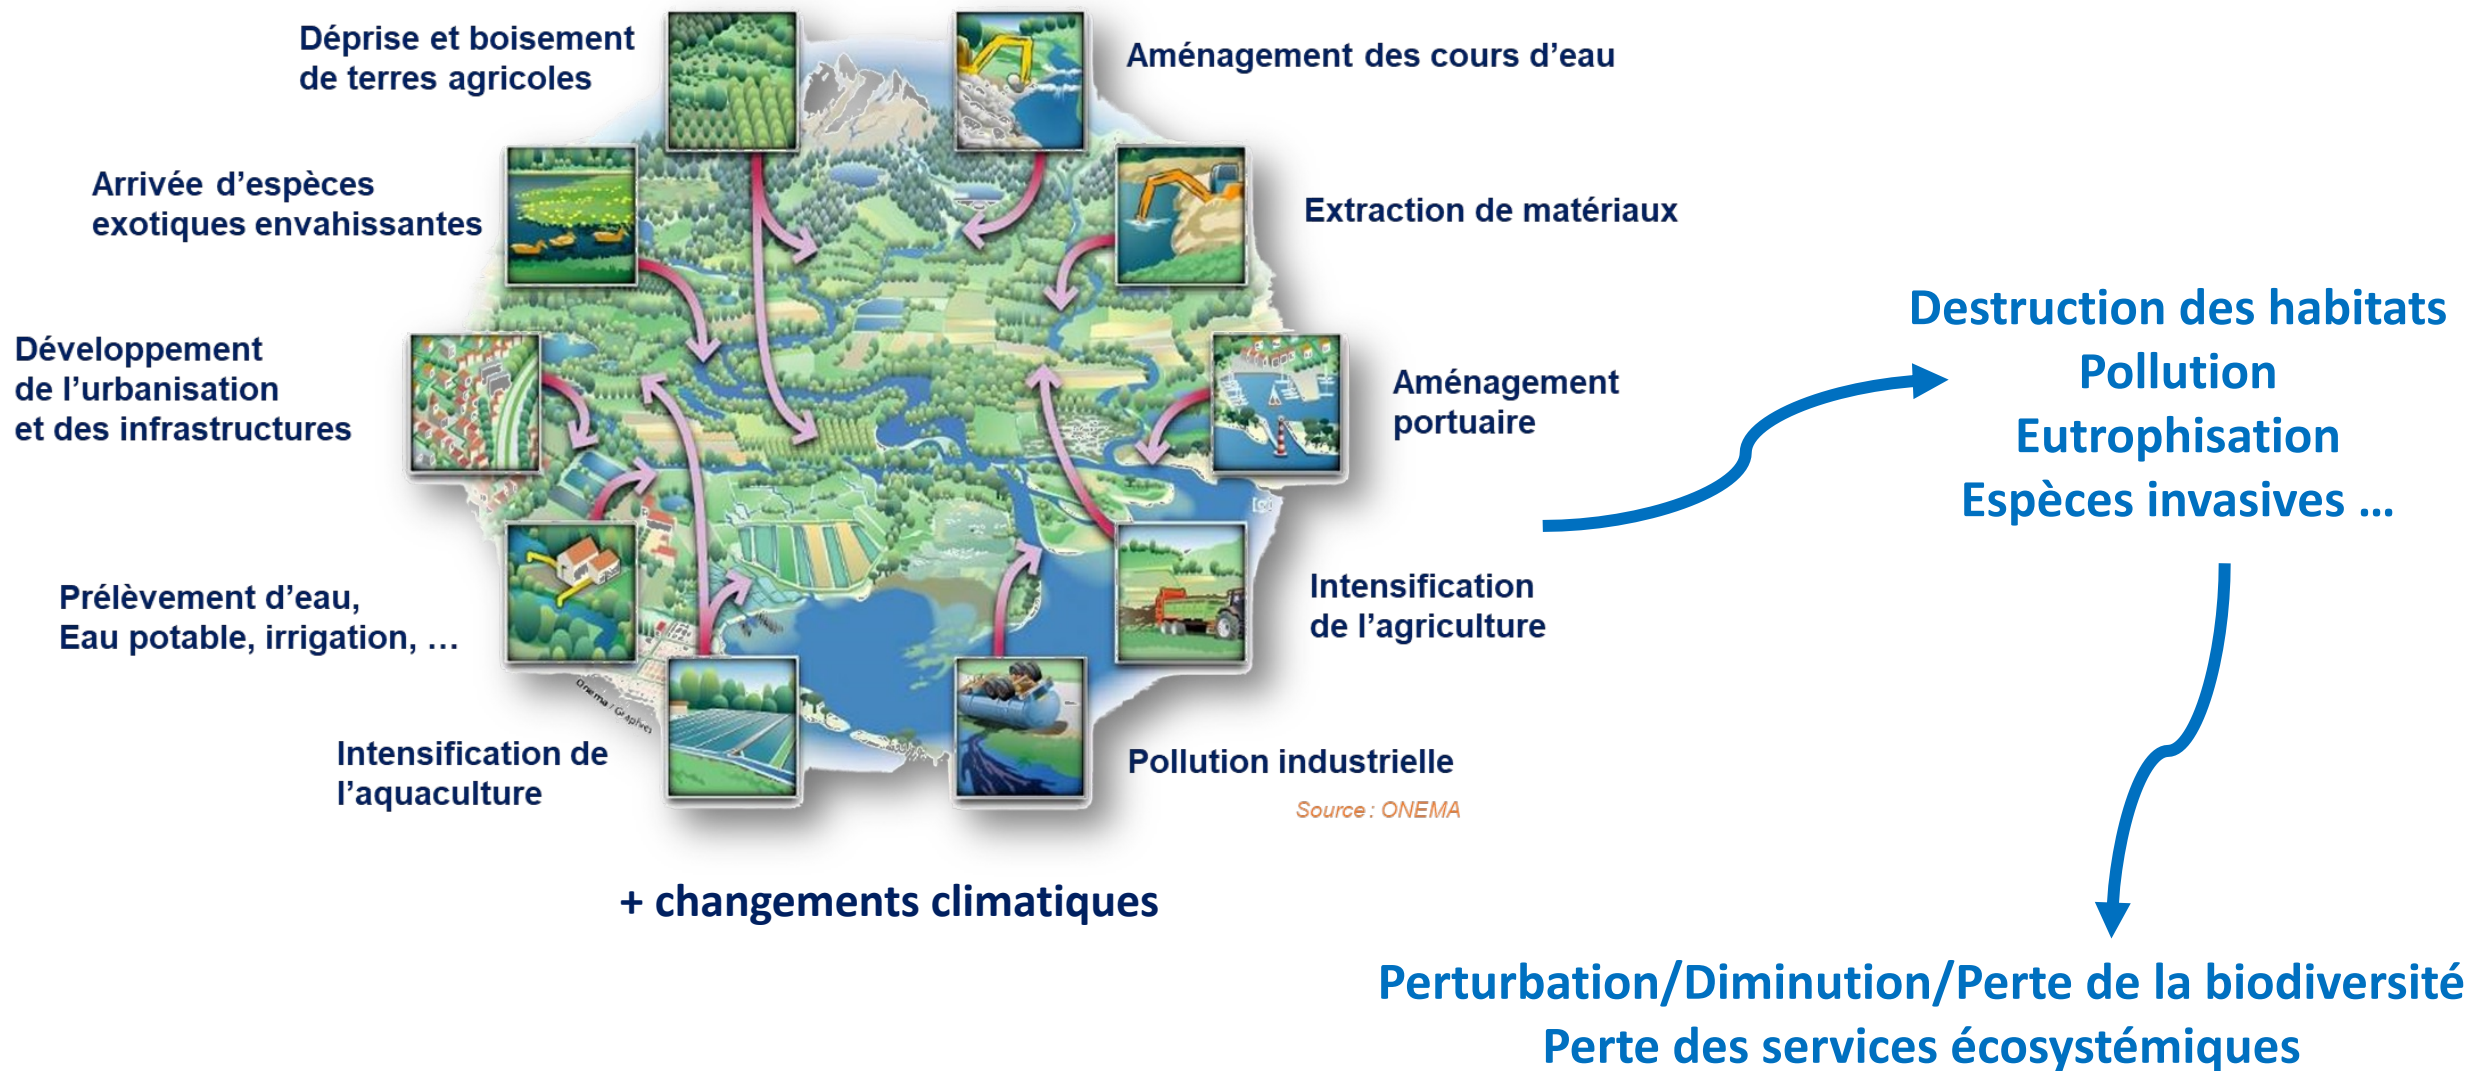 Déprise et boisement
de terres agricoles
Aménagement des cours d'eau
Arrivée d'espèces
exotiques envahissantes
Extraction de matériaux
Développement
de l'urbanisation
et des infrastructures
Aménagement
portuaire
Prélèvement d'eau,
Eau potable, irrigation, …
Intensification
de l'agriculture
Intensification de
l'aquaculture
Pollution industrielle
Source : ONEMA
Onema / Graphies
+ changements climatiques
Destruction des habitats
Pollution
Eutrophisation
Espèces invasives …
Perturbation/Diminution/Perte de la biodiversité
Perte des services écosystémiques